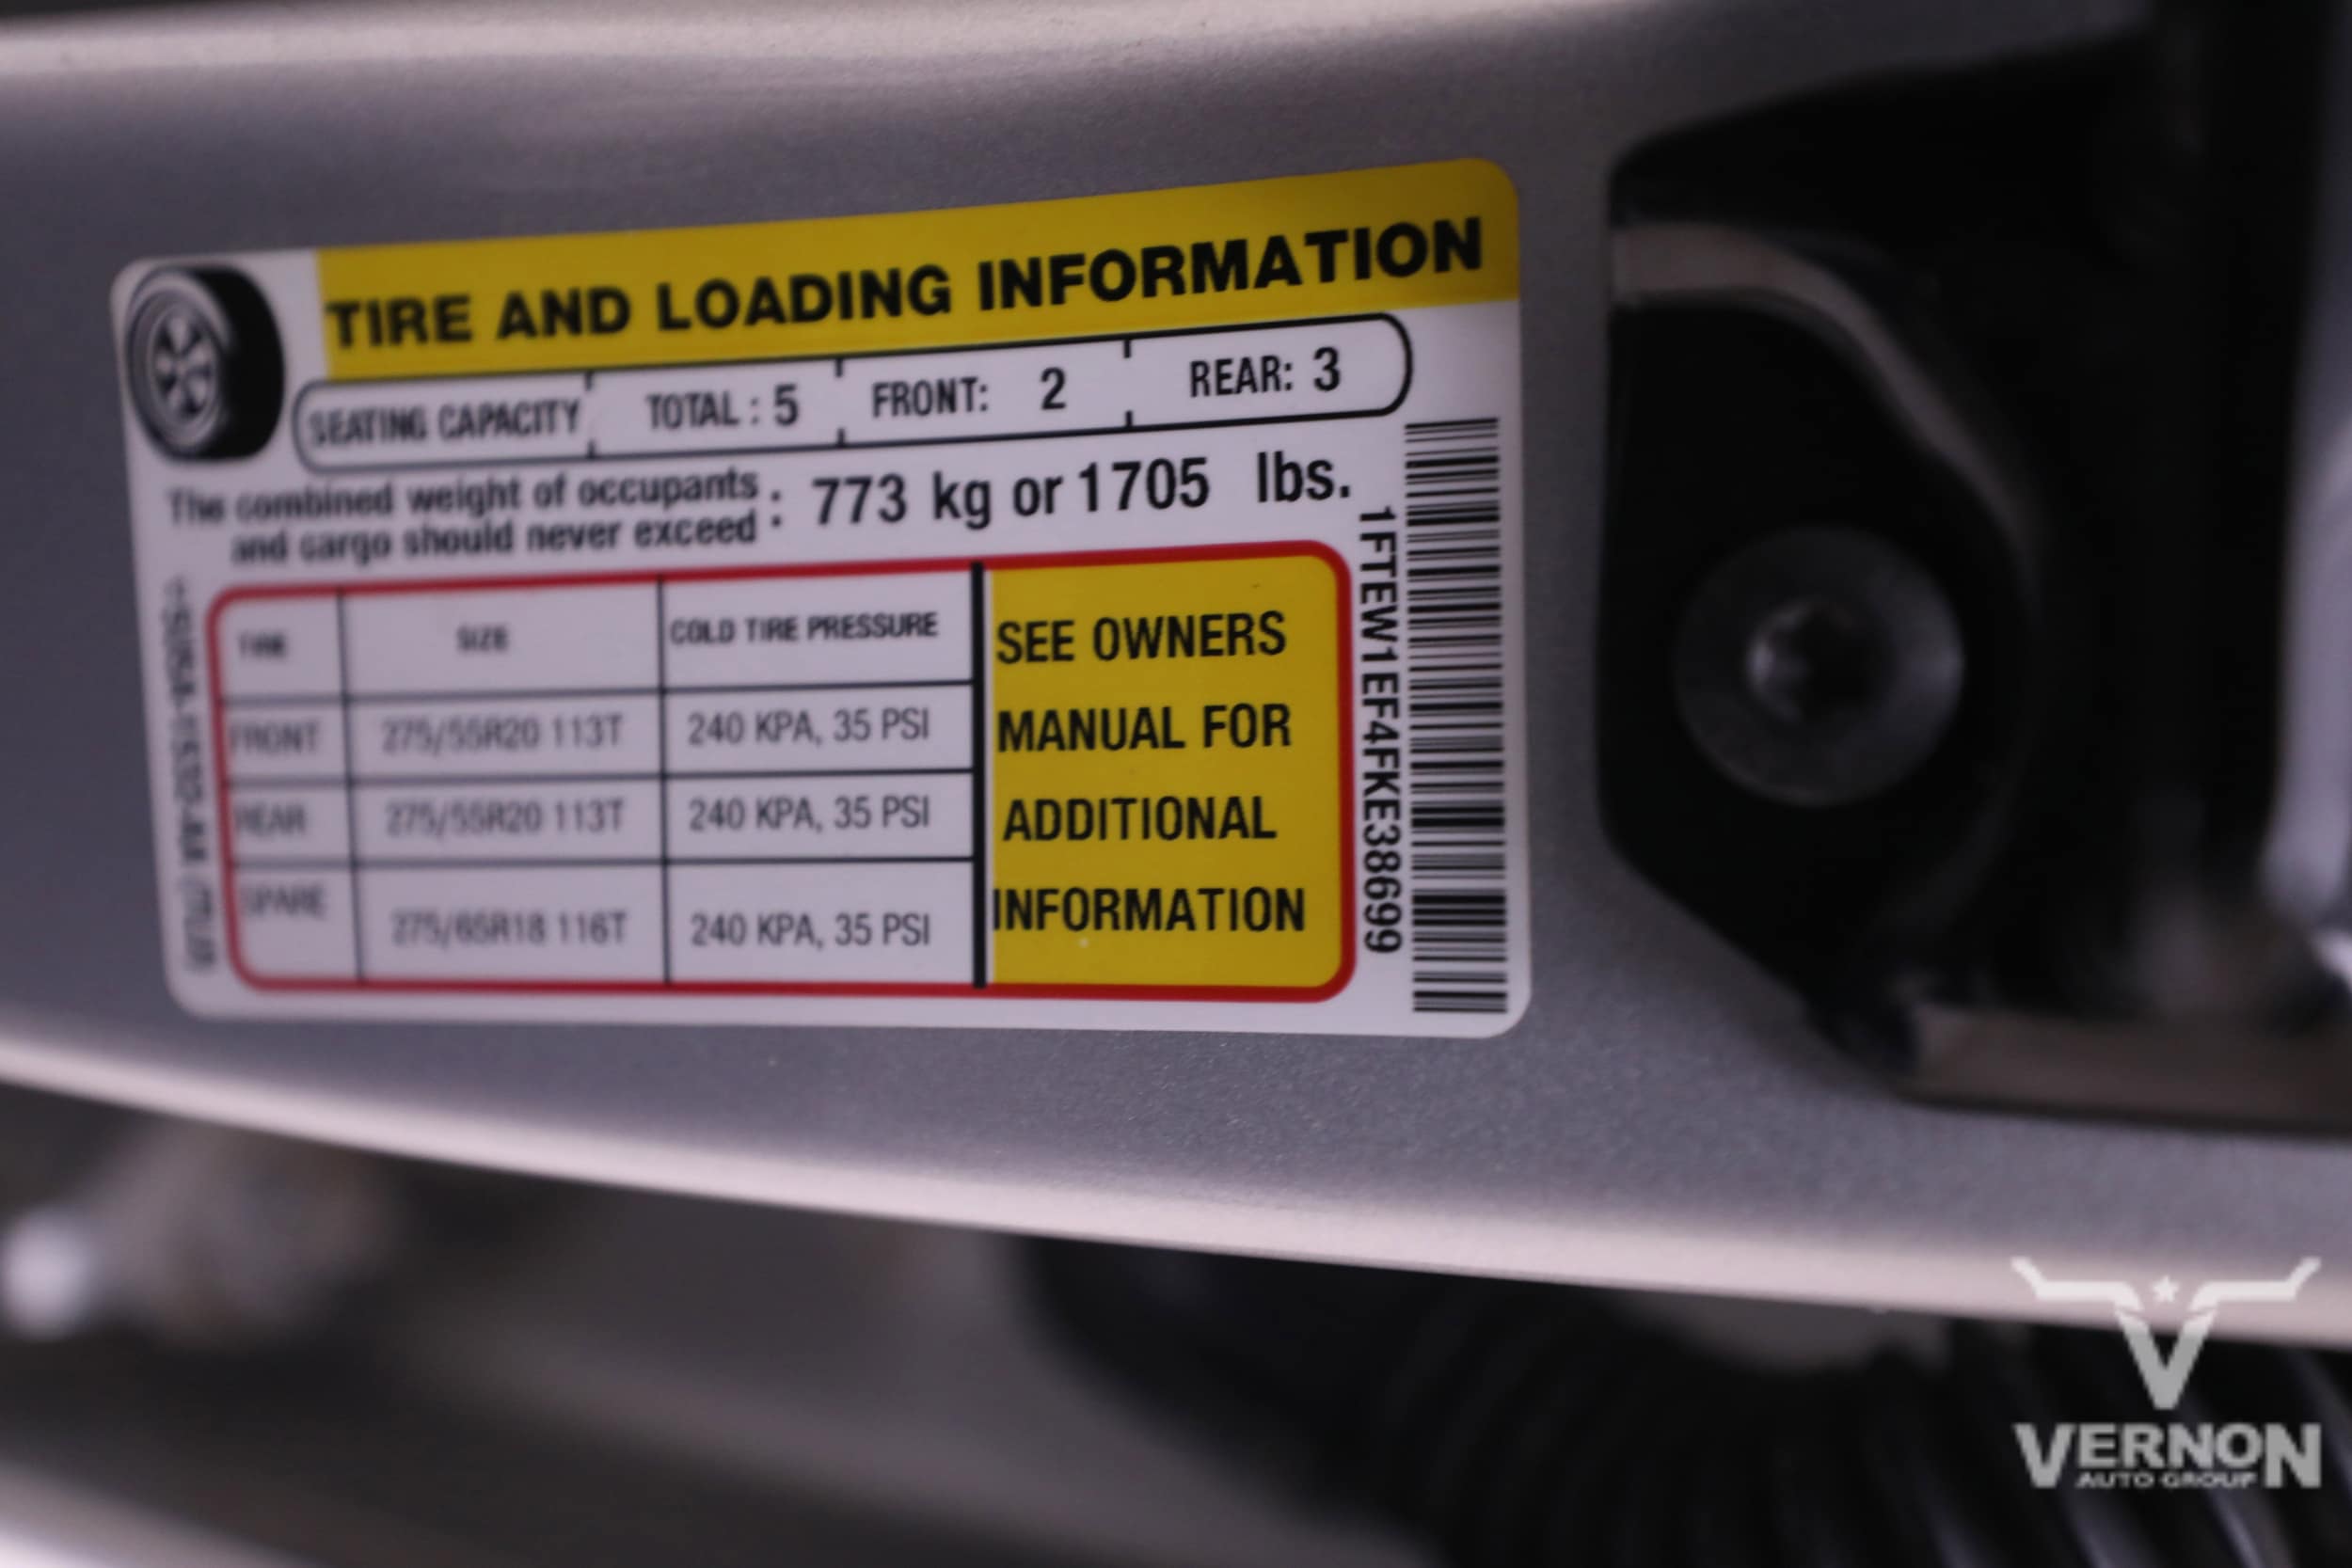 TIRE AND LOADING INFORMATION
SEATING CAPACITY TOTAL : 5 FRONT: 2 REAR: 3
The combined weight of occupants
and cargo should never exceed : 773 kg or 1705 lbs.
TIRE SIZE COLD TIRE PRESSURE
FRONT 275/55R20 113T 240 KPA, 35 PSI
REAR 275/55R20 113T 240 KPA, 35 PSI
SPARE 275/65R18 116T 240 KPA, 35 PSI
SEE OWNERS
MANUAL FOR
ADDITIONAL
INFORMATION
1FTEW1EF4FKE38699
VERNON
AUTO GROUP